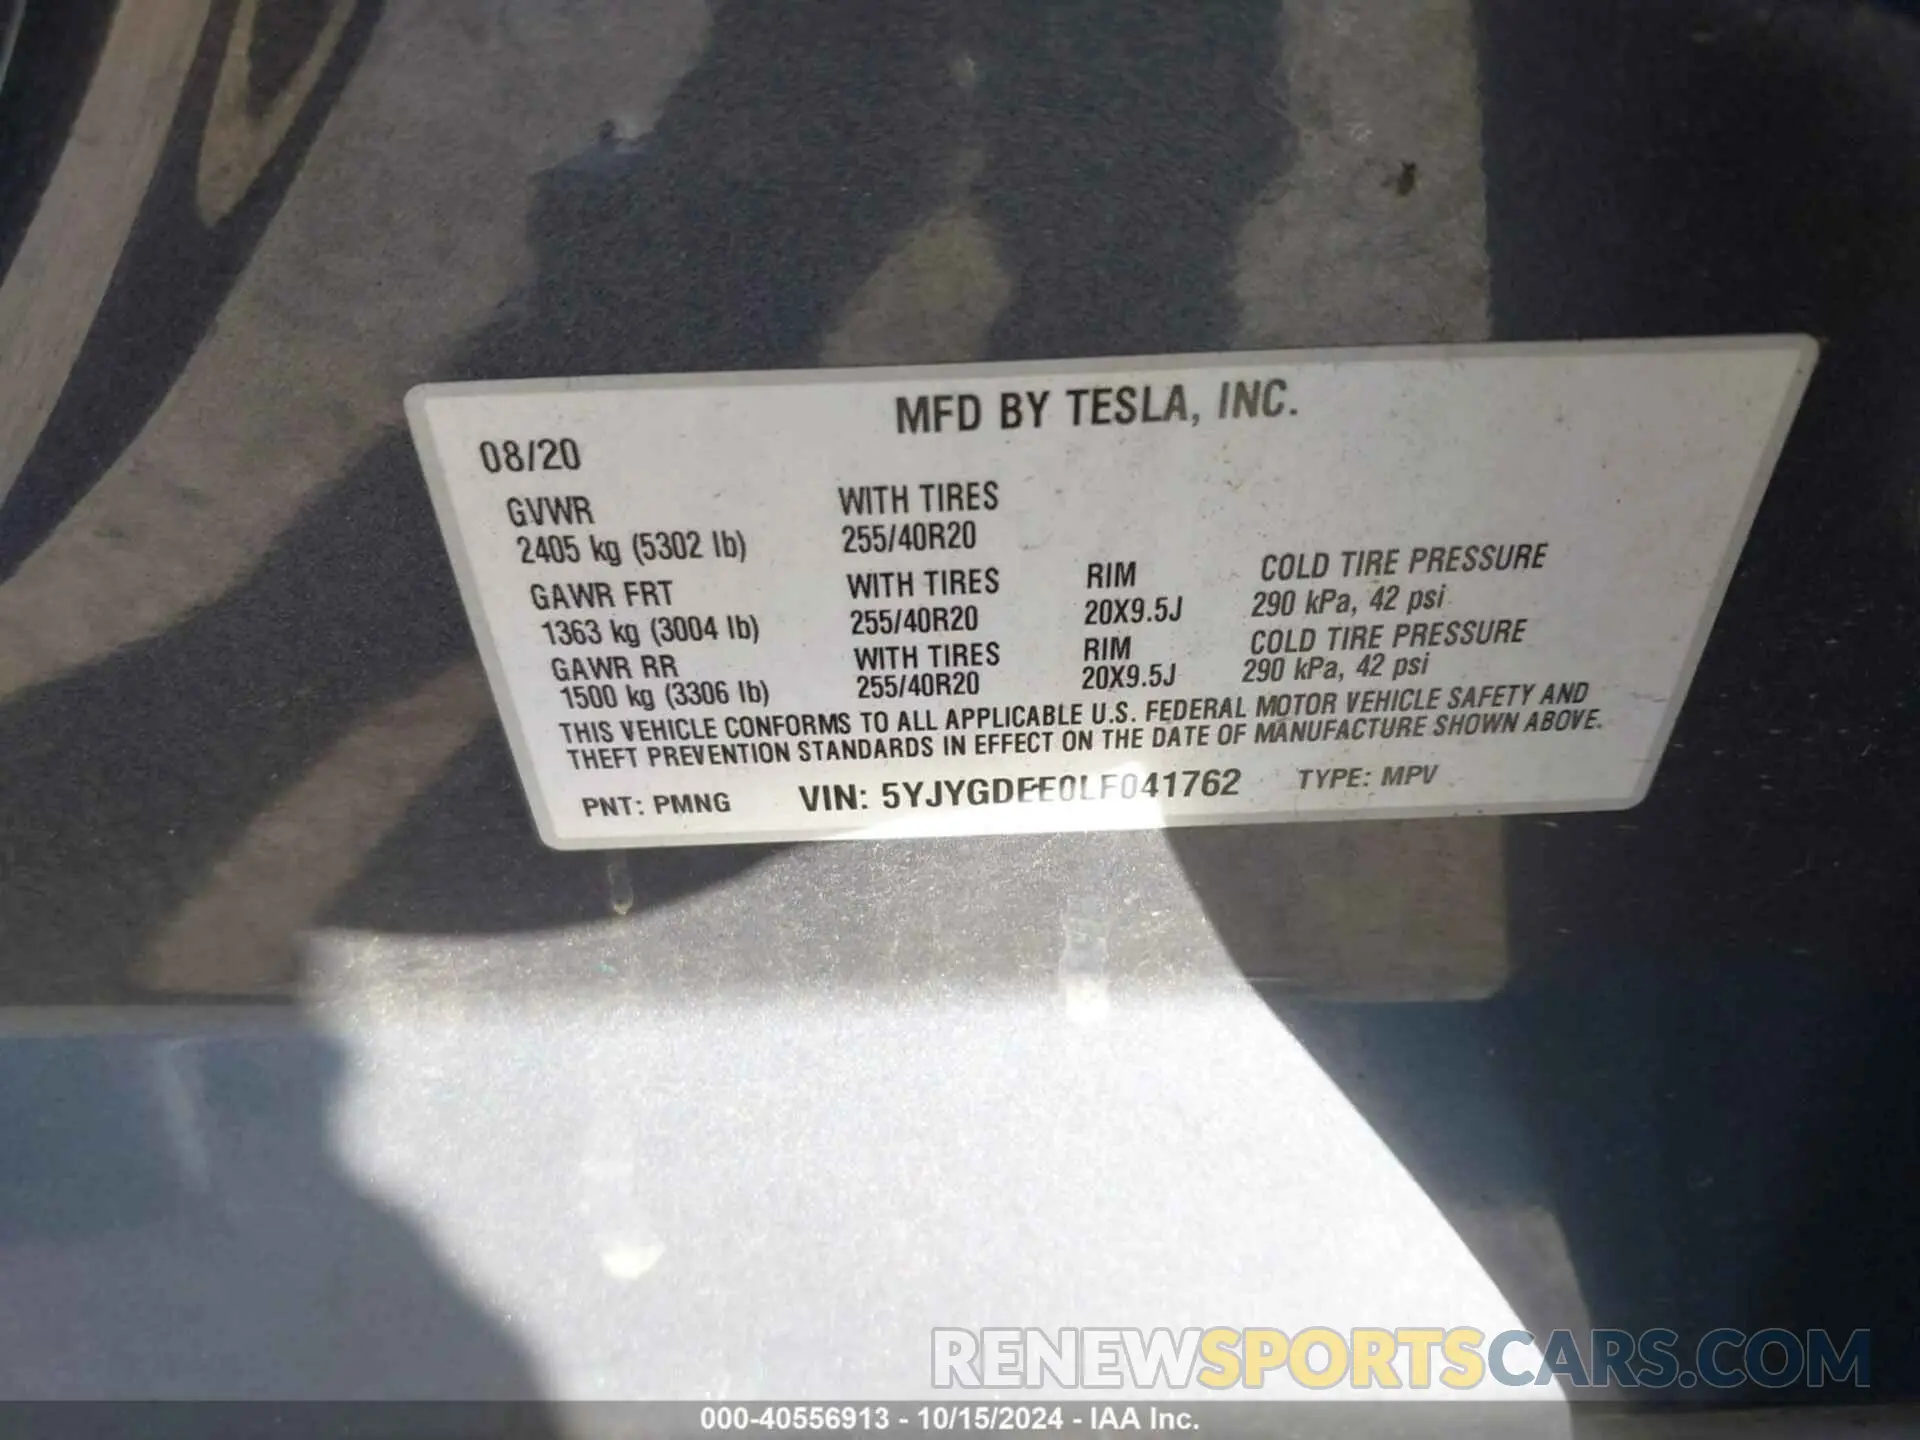 MFD BY TESLA, INC.
08/20
GVWR WITH TIRES
2405 kg (5302 lb) 255/40R20
GAWR FRT WITH TIRES RIM COLD TIRE PRESSURE
1363 kg (3004 lb) 255/40R20 20X9.5J 290 kPa, 42 psi
GAWR RR WITH TIRES RIM COLD TIRE PRESSURE
1500 kg (3306 lb) 255/40R20 20X9.5J 290 kPa, 42 psi
THIS VEHICLE CONFORMS TO ALL APPLICABLE U.S. FEDERAL MOTOR VEHICLE SAFETY AND
THEFT PREVENTION STANDARDS IN EFFECT ON THE DATE OF MANUFACTURE SHOWN ABOVE.
PNT: PMNG VIN: 5YJYGDEE0LF041762 TYPE: MPV
RENEWSPORTSCARS.COM
000-40556913 - 10/15/2024 - IAA Inc.